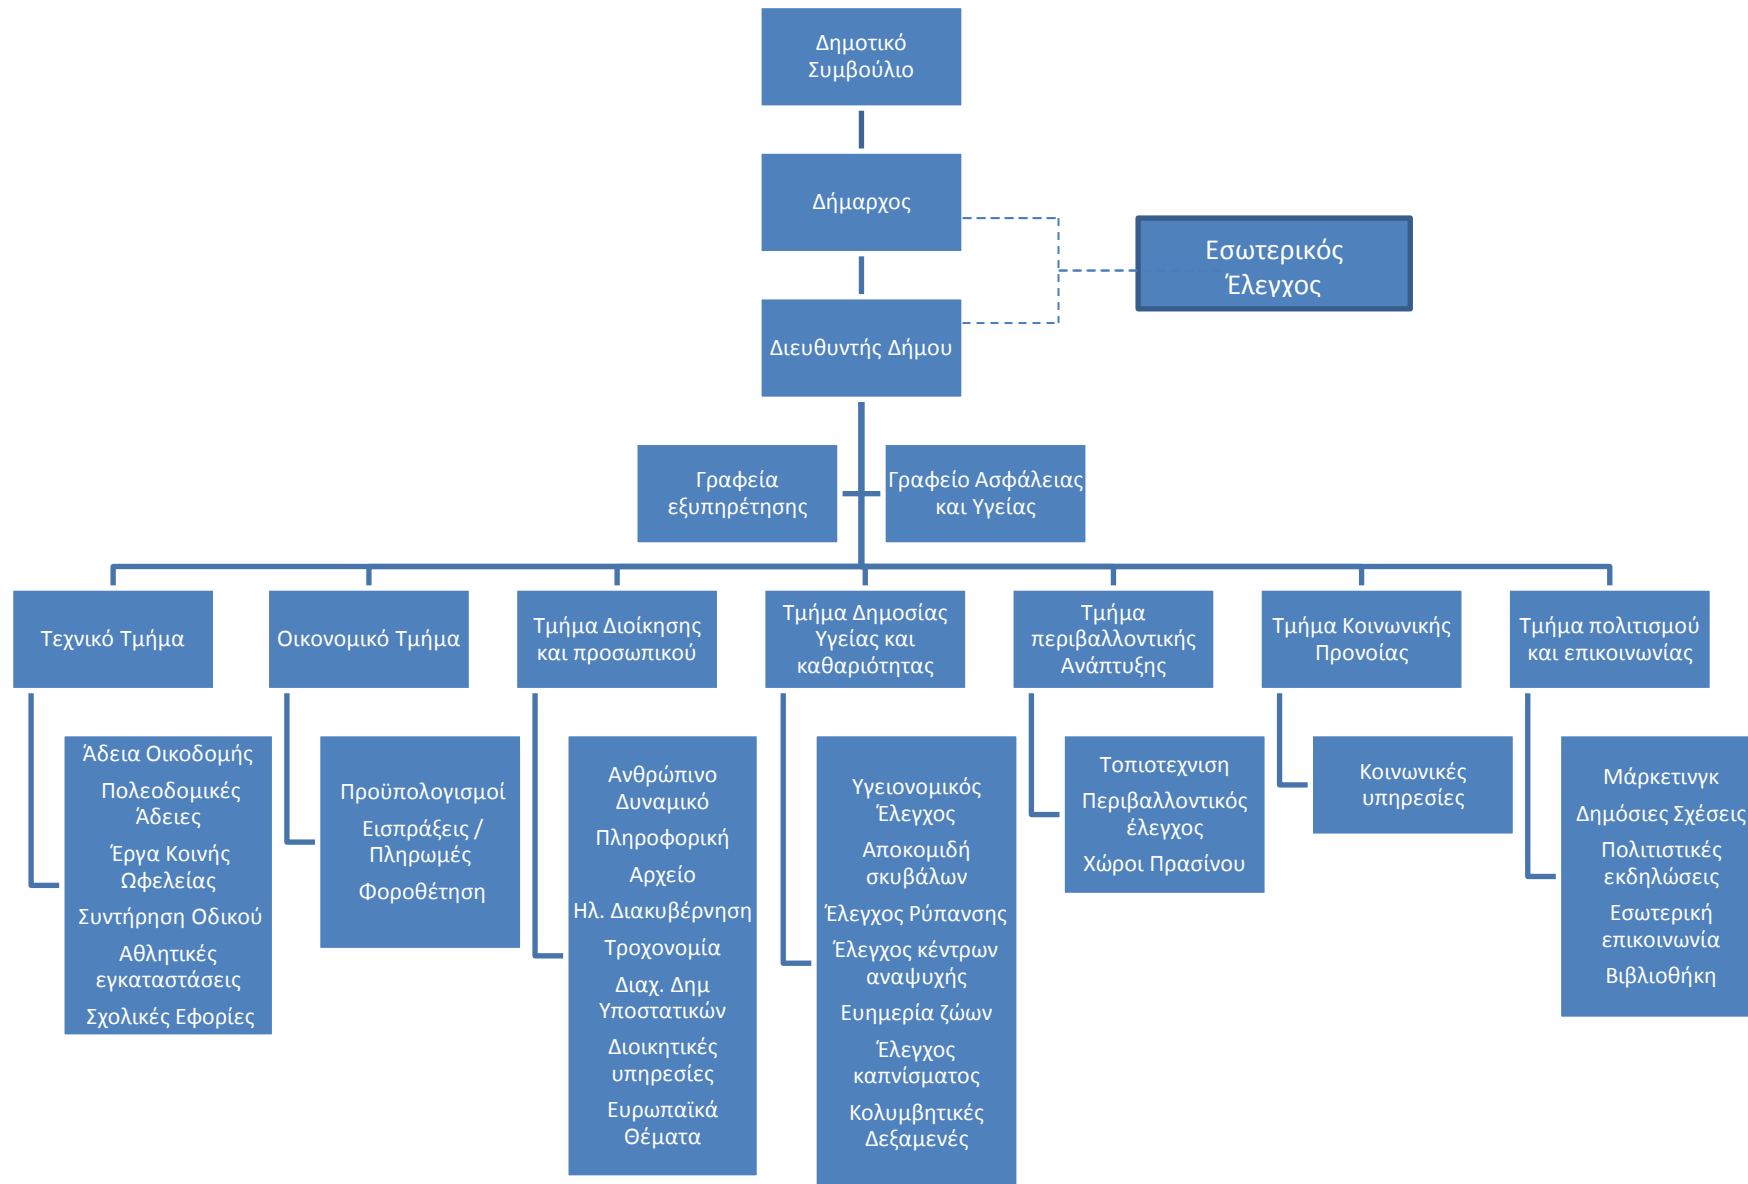 Δημοτικό
Συμβούλιο
Δήμαρχος
Εσωτερικός
Έλεγχος
Διευθυντής Δήμου
Γραφεία
εξυπηρέτησης
Γραφείο Ασφάλειας
και Υγείας
Τεχνικό Τμήμα
Οικονομικό Τμήμα
Τμήμα Διοίκησης
και προσωπικού
Τμήμα Δημοσίας
Υγείας και
καθαριότητας
Τμήμα
περιβαλλοντικής
Ανάπτυξης
Τμήμα Κοινωνικής
Προνοίας
Τμήμα πολιτισμού
και επικοινωνίας
Άδεια Οικοδομής
Πολεοδομικές
Άδειες
Έργα Κοινής
Ωφελείας
Συντήρηση Οδικού
Αθλητικές
εγκαταστάσεις
Σχολικές Εφορίες
Προϋπολογισμοί
Εισπράξεις /
Πληρωμές
Φοροθέτηση
Ανθρώπινο
Δυναμικό
Πληροφορική
Αρχείο
Ηλ. Διακυβέρνηση
Τροχονομία
Διαχ. Δημ
Υποστατικών
Διοικητικές
υπηρεσίες
Ευρωπαϊκά
Θέματα
Υγειονομικός
Έλεγχος
Αποκομιδή
σκυβάλων
Έλεγχος Ρύπανσης
Έλεγχος κέντρων
αναψυχής
Ευημερία ζώων
Έλεγχος
καπνίσματος
Κολυμβητικές
Δεξαμενές
Τοπιοτεχνιση
Περιβαλλοντικός
έλεγχος
Χώροι Πρασίνου
Κοινωνικές
υπηρεσίες
Μάρκετινγκ
Δημόσιες Σχέσεις
Πολιτιστικές
εκδηλώσεις
Εσωτερική
επικοινωνία
Βιβλιοθήκη